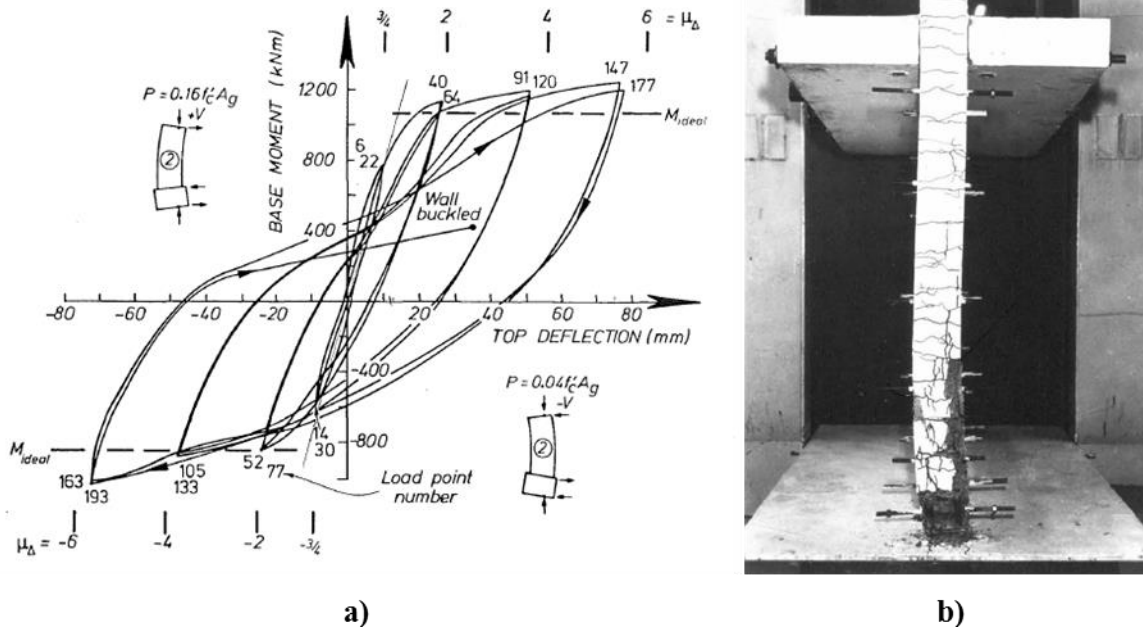 ¾ 2 4 6 = μΔ
P = 0.16f'c Ag
+V
2
BASE MOMENT (kNm)
1200
800
400
-400
-800
6
22
40
64
91
120
147
177
Mideal
Wall
buckled
-80 -60 -40 -20 20 40 60 80
TOP DEFLECTION (mm)
P = 0.04f'c Ag
-V
2
Mideal
163
193
105
133
52
77
14
30
Load point
number
μΔ = -6 -4 -2 -¾
a)
b)